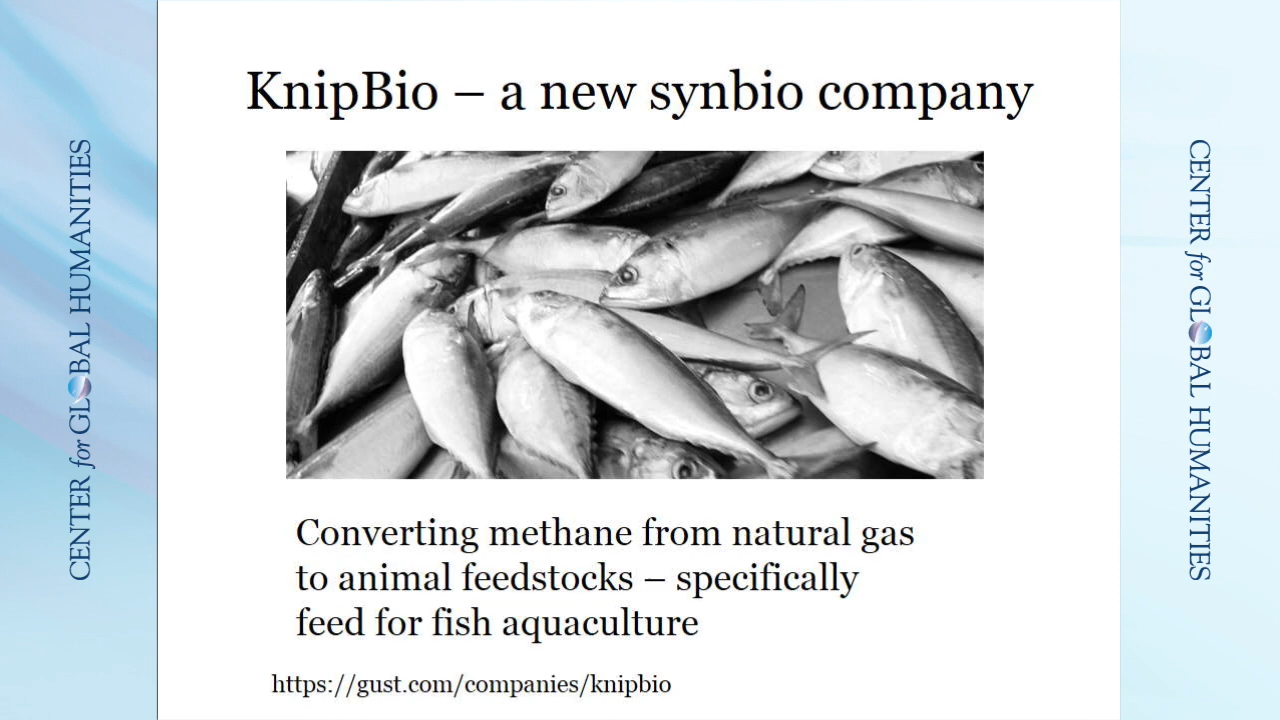 KnipBio – a new synbio company
Converting methane from natural gas
to animal feedstocks – specifically
feed for fish aquaculture
https://gust.com/companies/knipbio
CENTER for GLOBAL HUMANITIES
CENTER for GLOBAL HUMANITIES